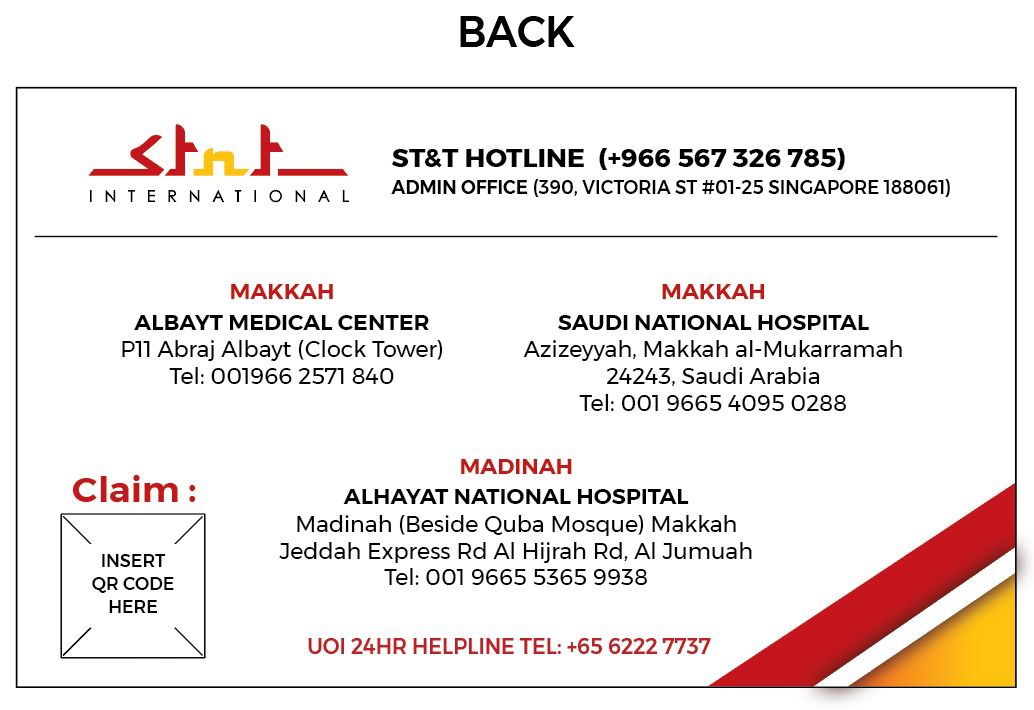 BACK
stnt
INTERNATIONAL
ST&T HOTLINE (+966 567 326 785)
ADMIN OFFICE (390, VICTORIA ST #01-25 SINGAPORE 188061)
MAKKAH
ALBAYT MEDICAL CENTER
P11 Abraj Albayt (Clock Tower)
Tel: 001966 2571 840
MAKKAH
SAUDI NATIONAL HOSPITAL
Azizeyyah, Makkah al-Mukarramah
24243, Saudi Arabia
Tel: 001 9665 4095 0288
MADINAH
ALHAYAT NATIONAL HOSPITAL
Madinah (Beside Quba Mosque) Makkah
Jeddah Express Rd Al Hijrah Rd, Al Jumuah
Tel: 001 9665 5365 9938
Claim :
INSERT
QR CODE
HERE
UOI 24HR HELPLINE TEL: +65 6222 7737